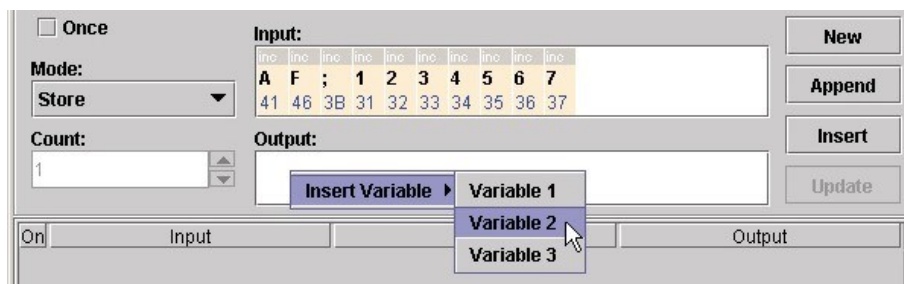 Once
Mode:
Store
Count:
1
Input:
inc inc inc inc inc inc inc inc inc inc
A F ; 1 2 3 4 5 6 7
41 46 3B 31 32 33 34 35 36 37
Output:
Insert Variable
Variable 1
Variable 2
Variable 3
New
Append
Insert
Update
On Input Output